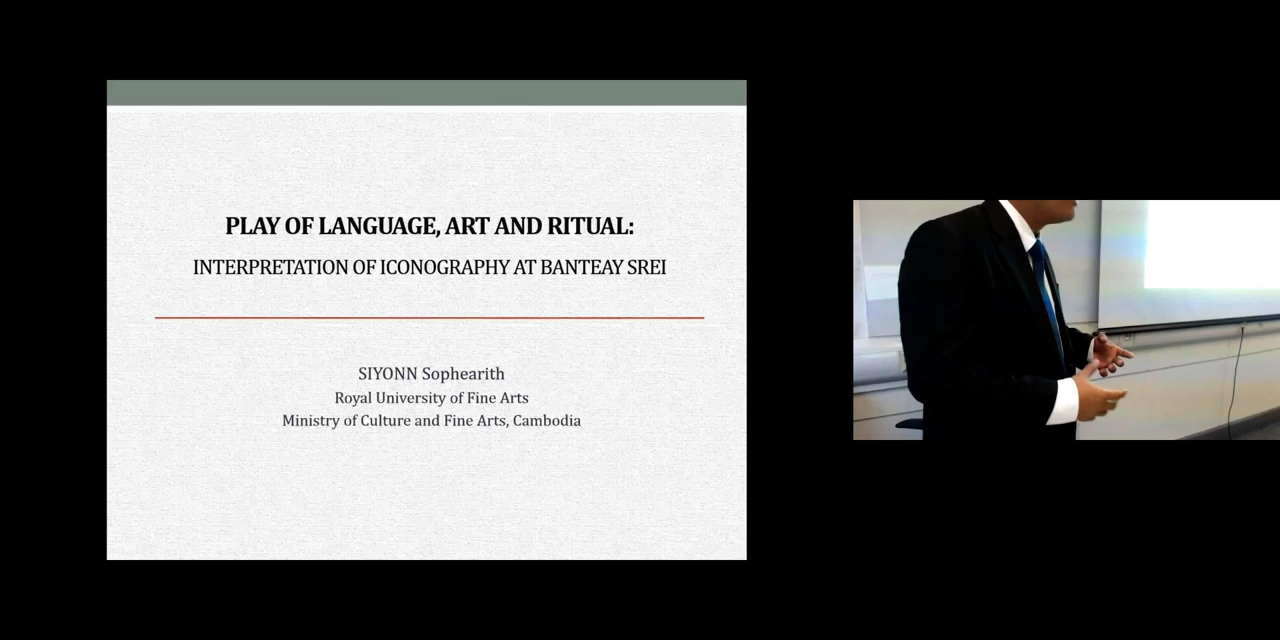 PLAY OF LANGUAGE, ART AND RITUAL:
INTERPRETATION OF ICONOGRAPHY AT BANTEAY SREI
SIYONN Sophearith
Royal University of Fine Arts
Ministry of Culture and Fine Arts, Cambodia